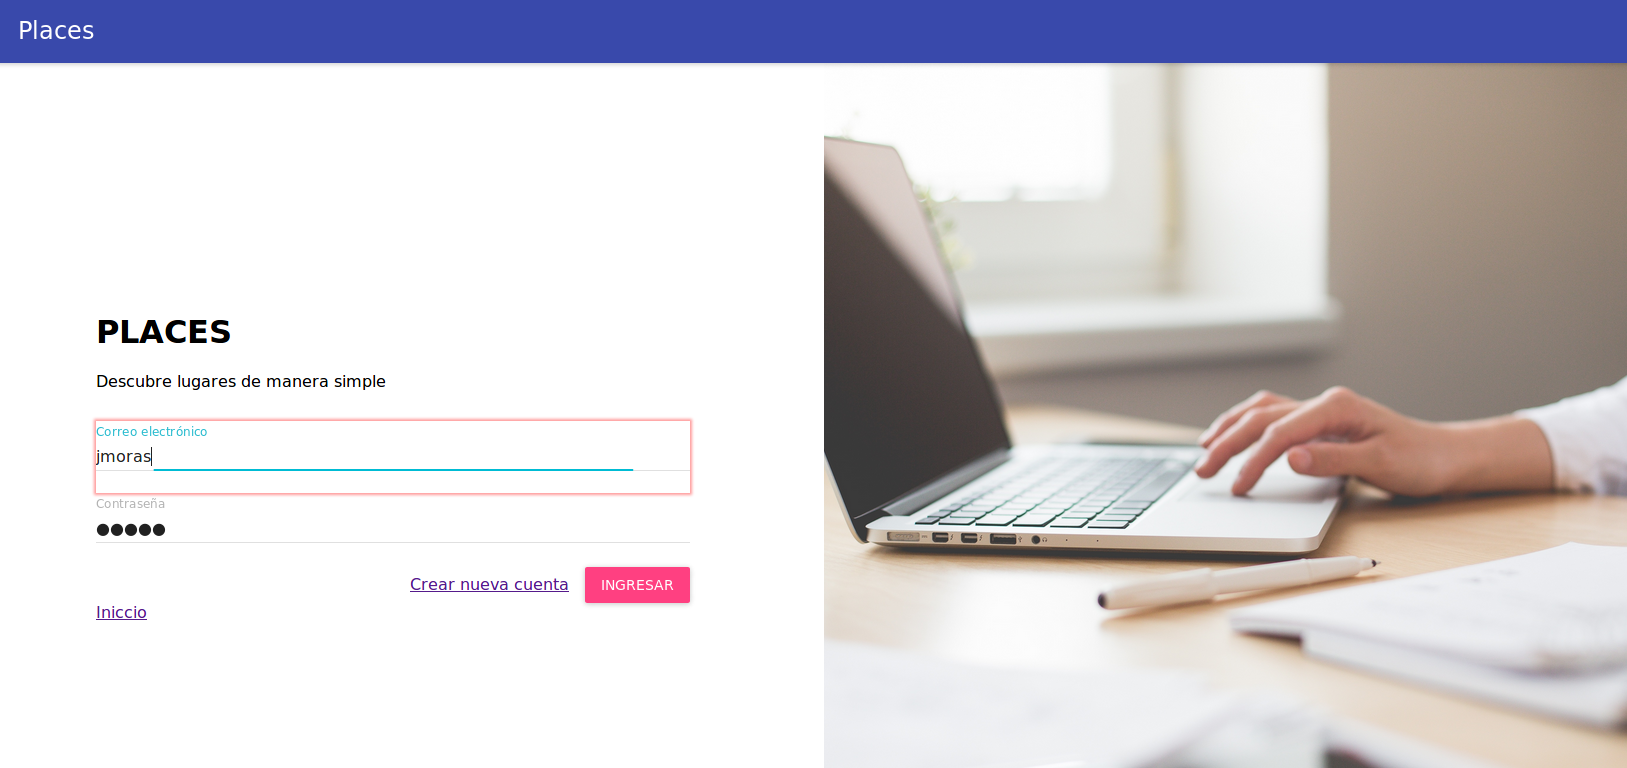 Places
PLACES
Descubre lugares de manera simple
Correo electrónico
jmoras
Contraseña
●●●●●
Crear nueva cuenta INGRESAR
Iniccio